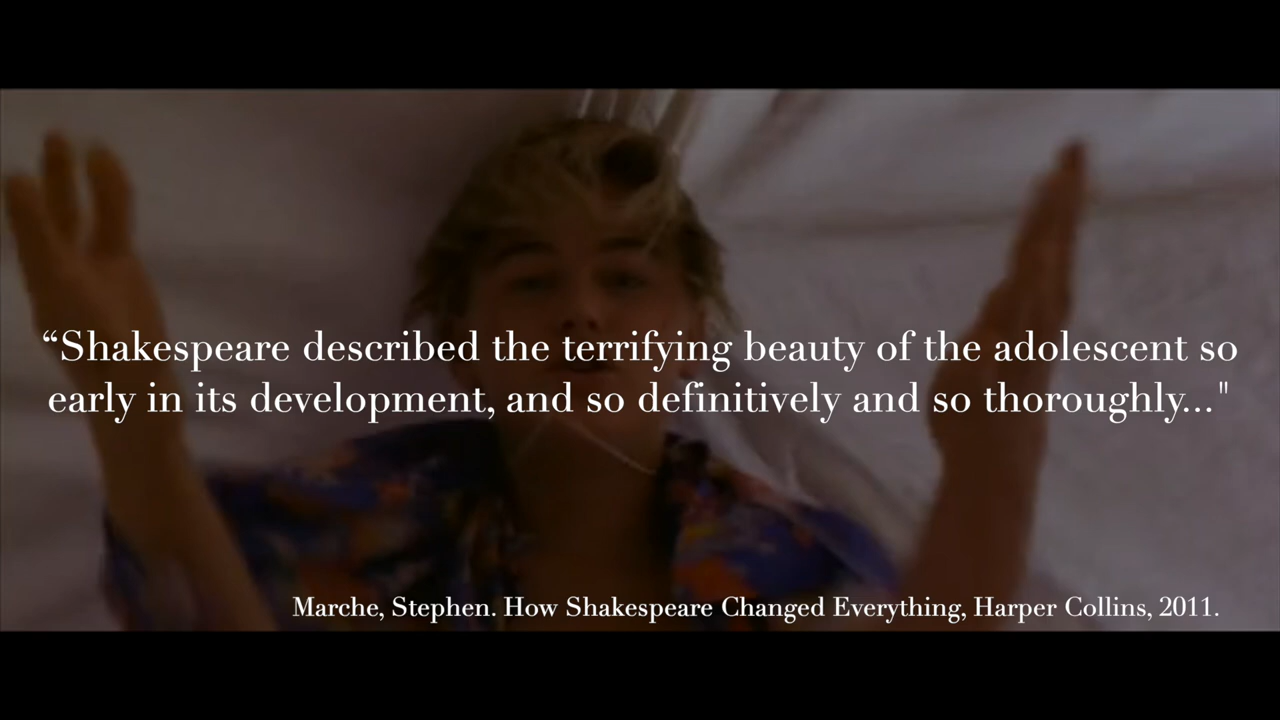 “Shakespeare described the terrifying beauty of the adolescent so
early in its development, and so definitively and so thoroughly..."
Marche, Stephen. How Shakespeare Changed Everything, Harper Collins, 2011.